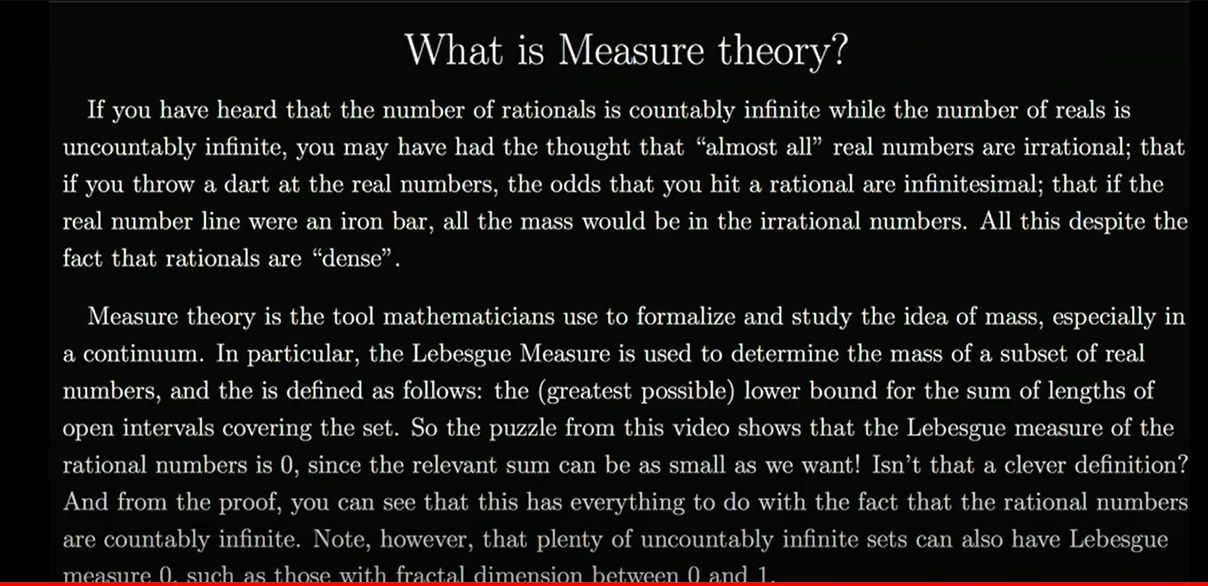 What is Measure theory?
If you have heard that the number of rationals is countably infinite while the number of reals is
uncountably infinite, you may have had the thought that “almost all” real numbers are irrational; that
if you throw a dart at the real numbers, the odds that you hit a rational are infinitesimal; that if the
real number line were an iron bar, all the mass would be in the irrational numbers. All this despite the
fact that rationals are “dense”.
Measure theory is the tool mathematicians use to formalize and study the idea of mass, especially in
a continuum. In particular, the Lebesgue Measure is used to determine the mass of a subset of real
numbers, and the is defined as follows: the (greatest possible) lower bound for the sum of lengths of
open intervals covering the set. So the puzzle from this video shows that the Lebesgue measure of the
rational numbers is 0, since the relevant sum can be as small as we want! Isn’t that a clever definition?
And from the proof, you can see that this has everything to do with the fact that the rational numbers
are countably infinite. Note, however, that plenty of uncountably infinite sets can also have Lebesgue
measure 0, such as those with fractal dimension between 0 and 1.